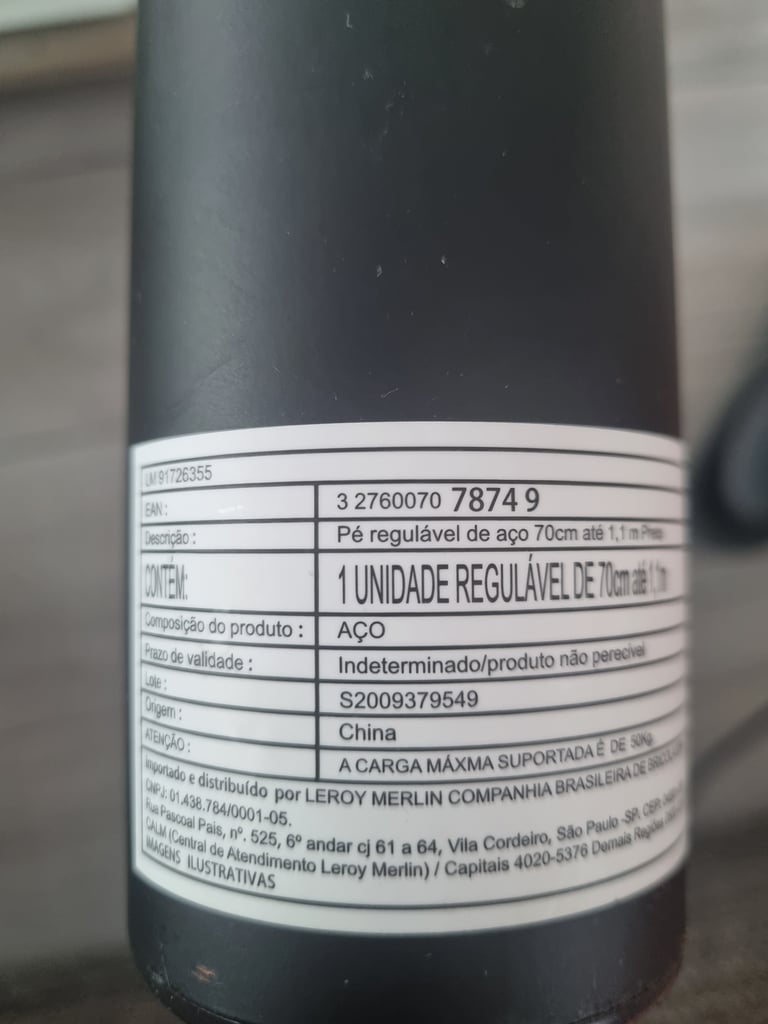 LM 91726355
EAN: 3 2760070 78749
Descrição : Pé regulável de aço 70cm até 1,1 m Preto
CONTÉM: 1 UNIDADE REGULÁVEL DE 70cm até 1,1m
Composição do produto : AÇO
Prazo de validade : Indeterminado/produto não perecível
Lote: S2009379549
Origem : China
ATENÇÃO : A CARGA MÁXMA SUPORTADA É DE 50Kg.
Importado e distribuído por LEROY MERLIN COMPANHIA BRASILEIRA DE
CNPJ: 01.438.784/0001-05.
Rua Pascoal Pais, nº. 525, 6º andar cj 61 a 64, Vila Cordeiro, São Paulo -SP. CEP:
CALM (Central de Atendimento Leroy Merlin) / Capitais 4020-5376 Demais Regiões
IMAGENS ILUSTRATIVAS